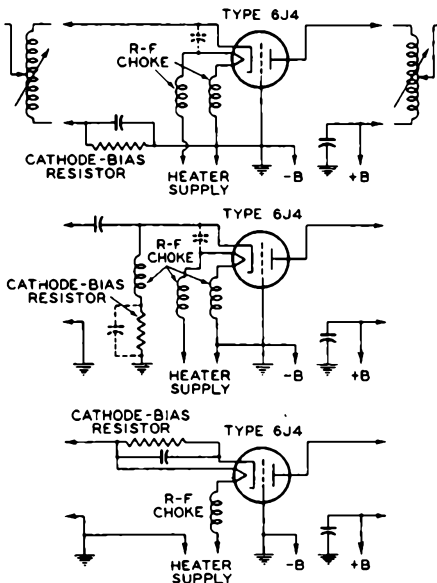 TYPE 6J4
R-F
CHOKE
CATHODE-BIAS
RESISTOR
HEATER
SUPPLY
-B
+B
TYPE 6J4
R-F
CHOKE
CATHODE-BIAS
RESISTOR
HEATER
SUPPLY
-B
+B
CATHODE-BIAS
RESISTOR
TYPE 6J4
R-F
CHOKE
HEATER
SUPPLY
-B
+B